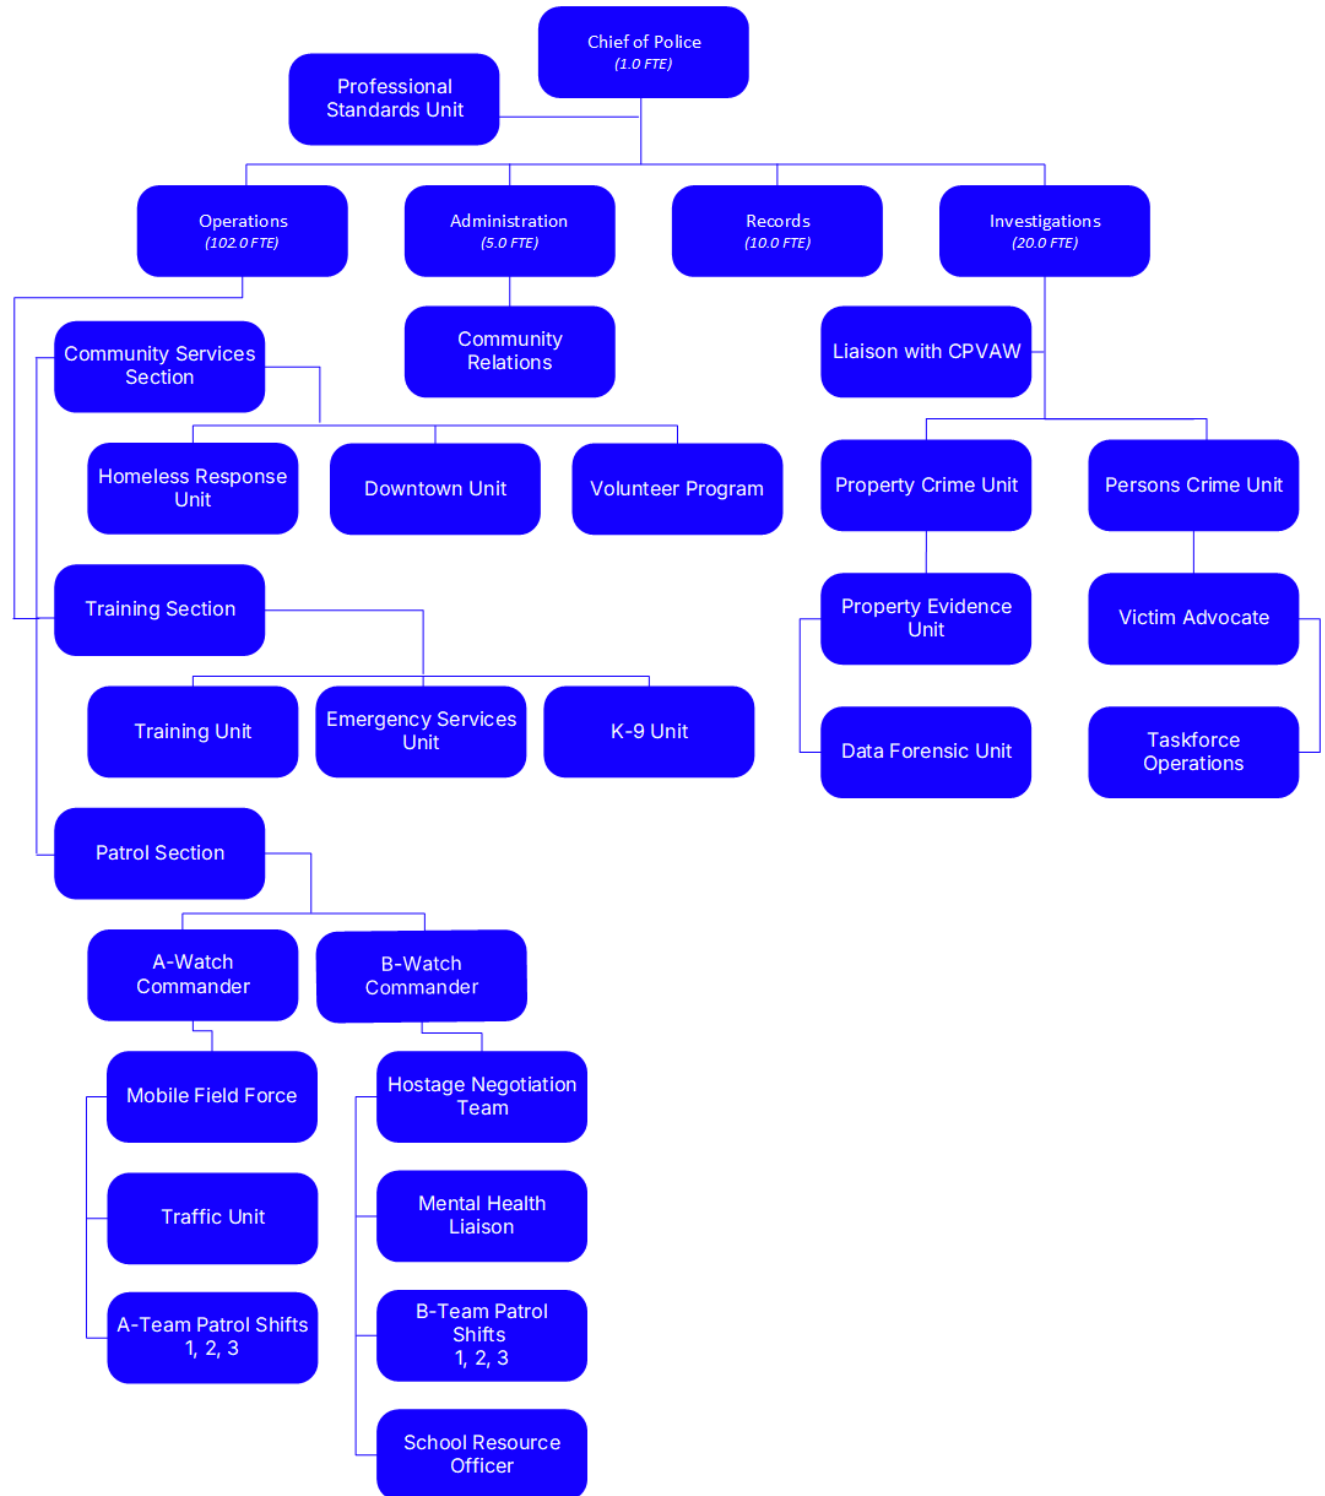 Chief of Police
(1.0 FTE)
Professional
Standards Unit
Operations
(102.0 FTE)
Administration
(5.0 FTE)
Records
(10.0 FTE)
Investigations
(20.0 FTE)
Community
Relations
Liaison with CPVAW
Community Services
Section
Homeless Response
Unit
Downtown Unit
Volunteer Program
Property Crime Unit
Persons Crime Unit
Training Section
Property Evidence
Unit
Victim Advocate
Training Unit
Emergency Services
Unit
K-9 Unit
Data Forensic Unit
Taskforce
Operations
Patrol Section
A-Watch
Commander
B-Watch
Commander
Mobile Field Force
Hostage Negotiation
Team
Traffic Unit
Mental Health
Liaison
A-Team Patrol Shifts
1, 2, 3
B-Team Patrol
Shifts
1, 2, 3
School Resource
Officer